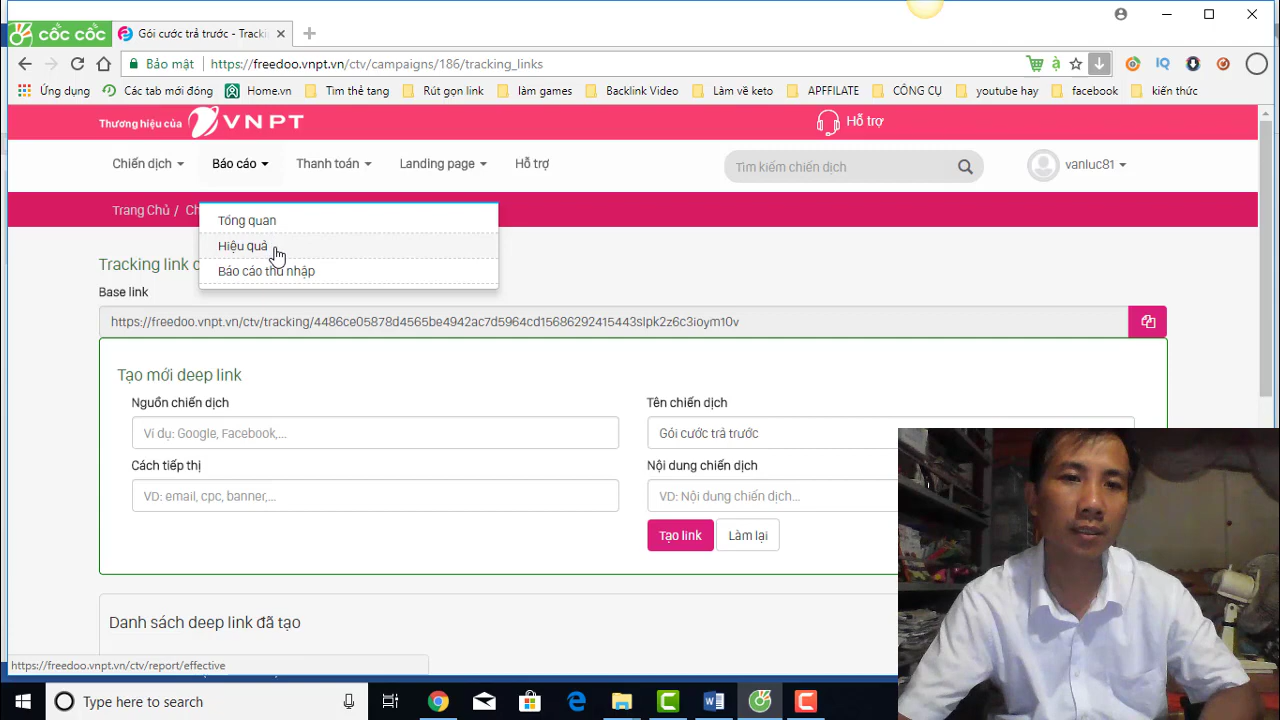 cốc cốc
Gói cước trả trước - Tracki
Bảo mật
https://freedoo.vnpt.vn/ctv/campaigns/186/tracking_links
Ứng dụng
Các tab mới đóng
Home.vn
Tìm thẻ tang
Rút gọn link
làm games
Backlink Video
Làm về keto
APFFILATE
CÔNG CỤ
youtube hay
facebook
kiến thức
Thương hiệu của
VNPT
Hỗ trợ
Chiến dịch
Báo cáo
Thanh toán
Landing page
Hỗ trợ
Tìm kiếm chiến dịch
vanluc81
Trang Chủ / Ch
Tổng quan
Hiệu quả
Báo cáo thu nhập
Tracking link c
Base link
https://freedoo.vnpt.vn/ctv/tracking/4486ce05878d4565be4942ac7d5964cd15686292415443slpk2z6c3ioym10v
Tạo mới deep link
Nguồn chiến dịch
Tên chiến dịch
Ví dụ: Google, Facebook,...
Gói cước trả trước
Cách tiếp thị
Nội dung chiến dịch
VD: email, cpc, banner,...
VD: Nội dung chiến dịch...
Tạo link
Làm lại
Danh sách deep link đã tạo
https://freedoo.vnpt.vn/ctv/report/effective
Type here to search